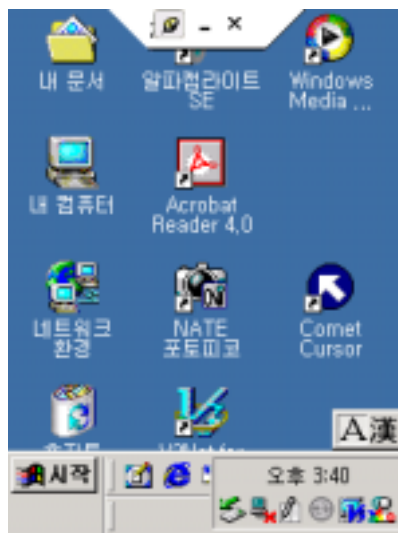 내 문서
알파캡라이트
SE
Windows
Media ...
내 컴퓨터
Acrobat
Reader 4,0
네트워크
환경
NATE
포토피코
Comet
Cursor
A漢
시작
오후 3:40